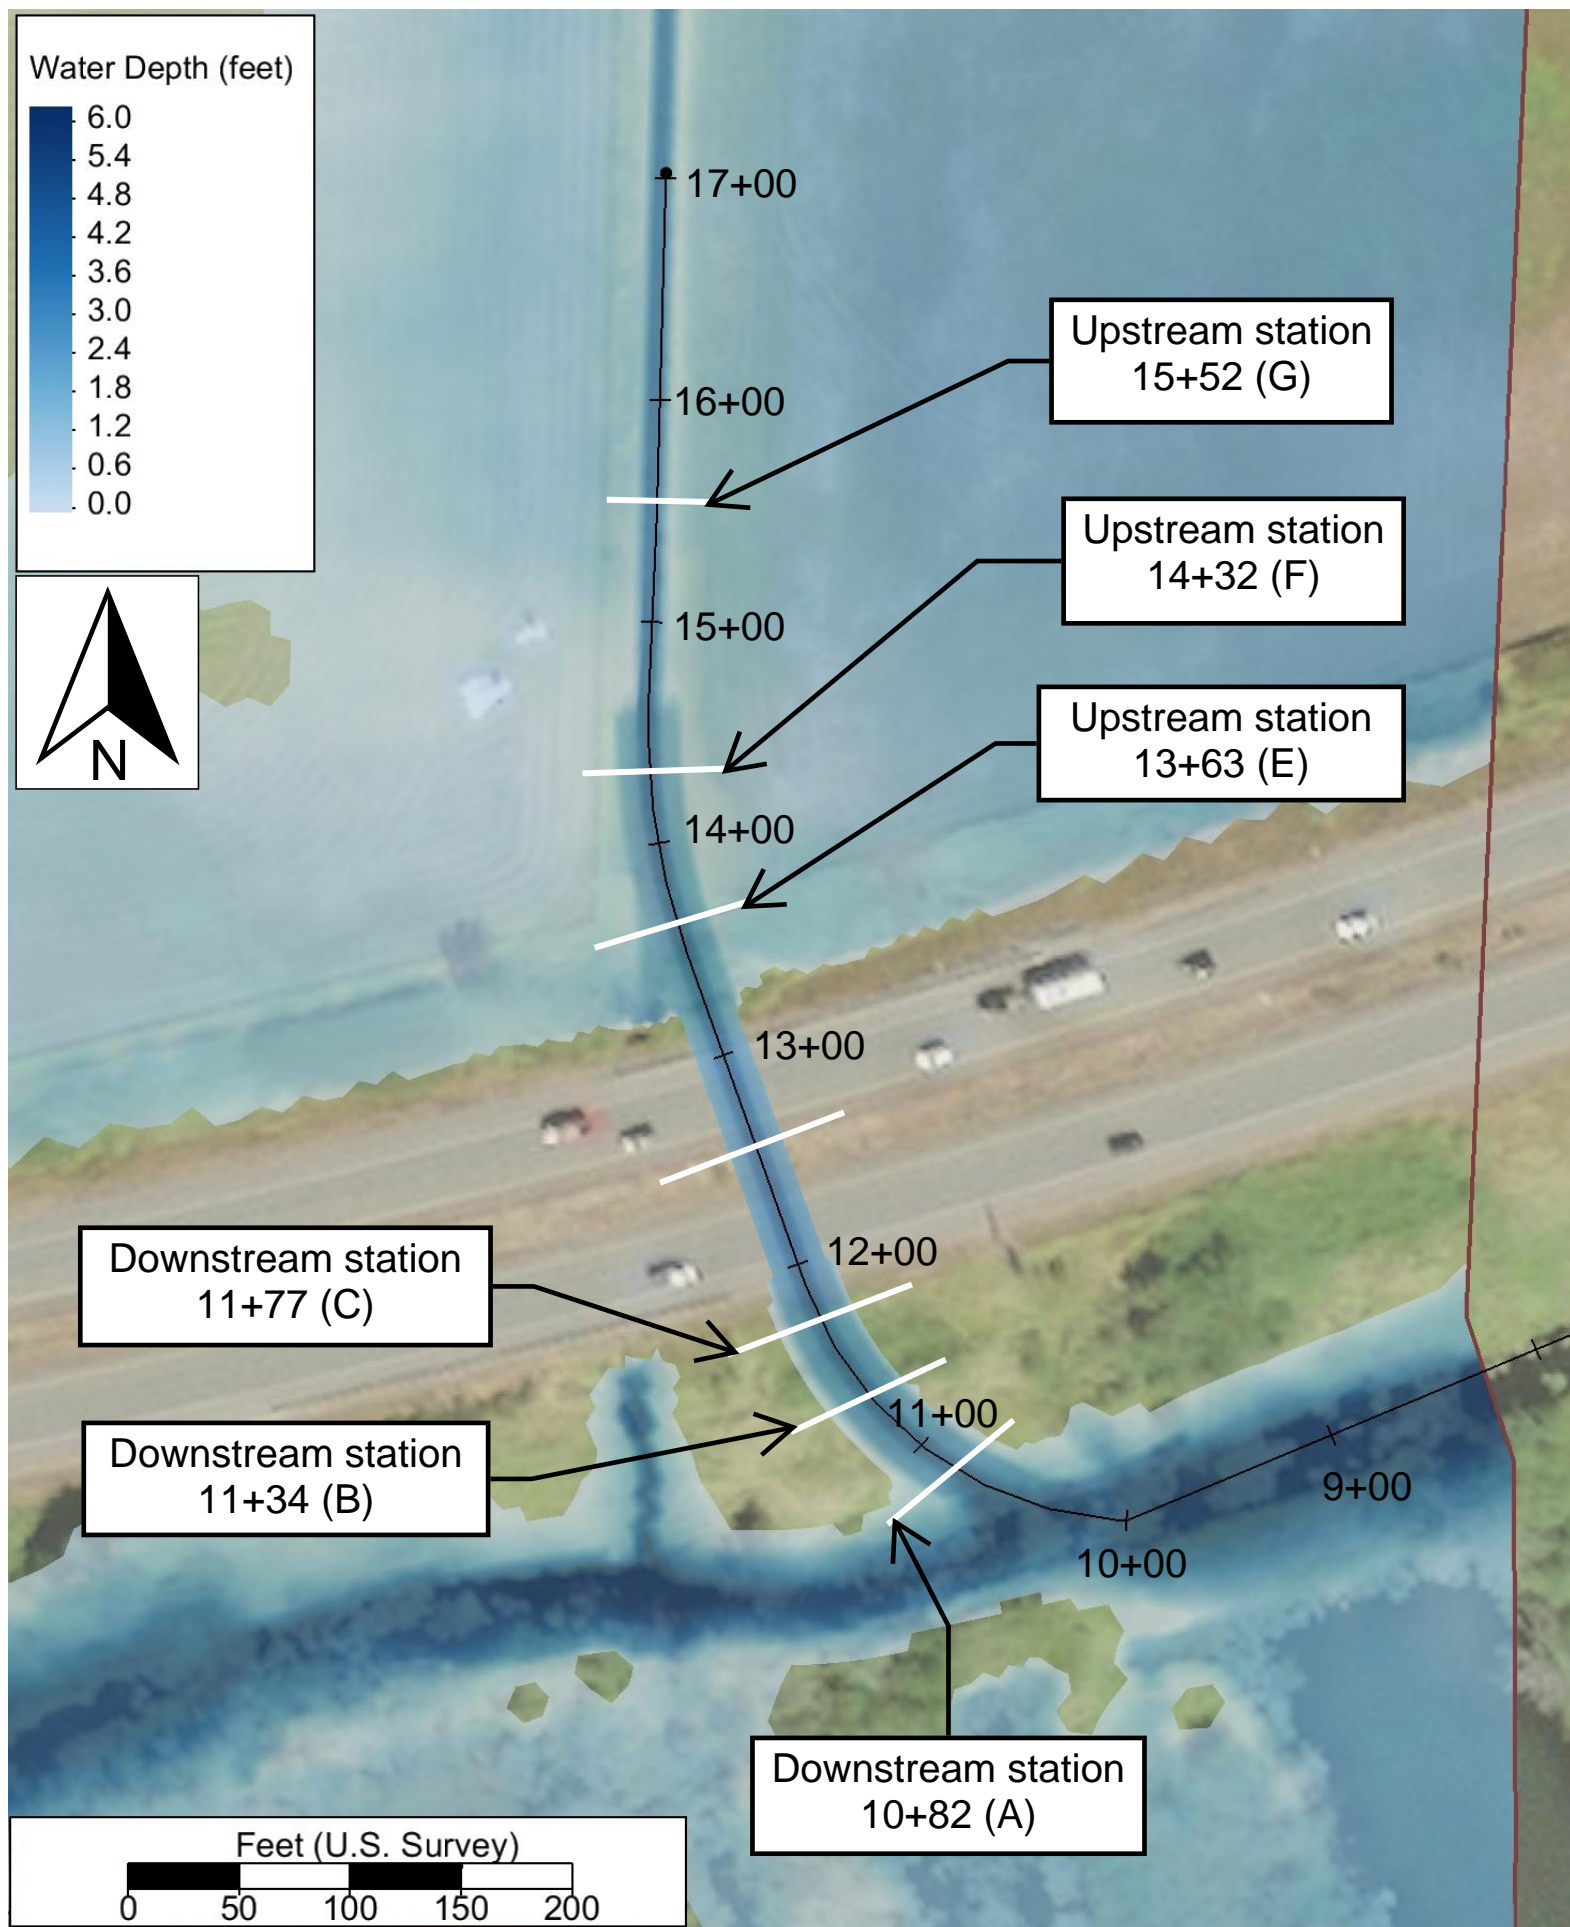 Water Depth (feet)
6.0
5.4
4.8
4.2
3.6
3.0
2.4
1.8
1.2
0.6
0.0
N
17+00
16+00
Upstream station
15+52 (G)
Upstream station
14+32 (F)
15+00
Upstream station
13+63 (E)
14+00
13+00
12+00
Downstream station
11+77 (C)
11+00
Downstream station
11+34 (B)
9+00
10+00
Downstream station
10+82 (A)
Feet (U.S. Survey)
0 50 100 150 200